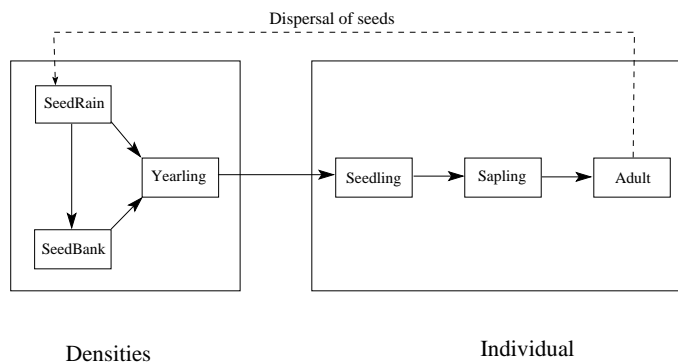 Dispersal of seeds
SeedRain
Yearling
Seedling
Sapling
Adult
SeedBank
Densities
Individual